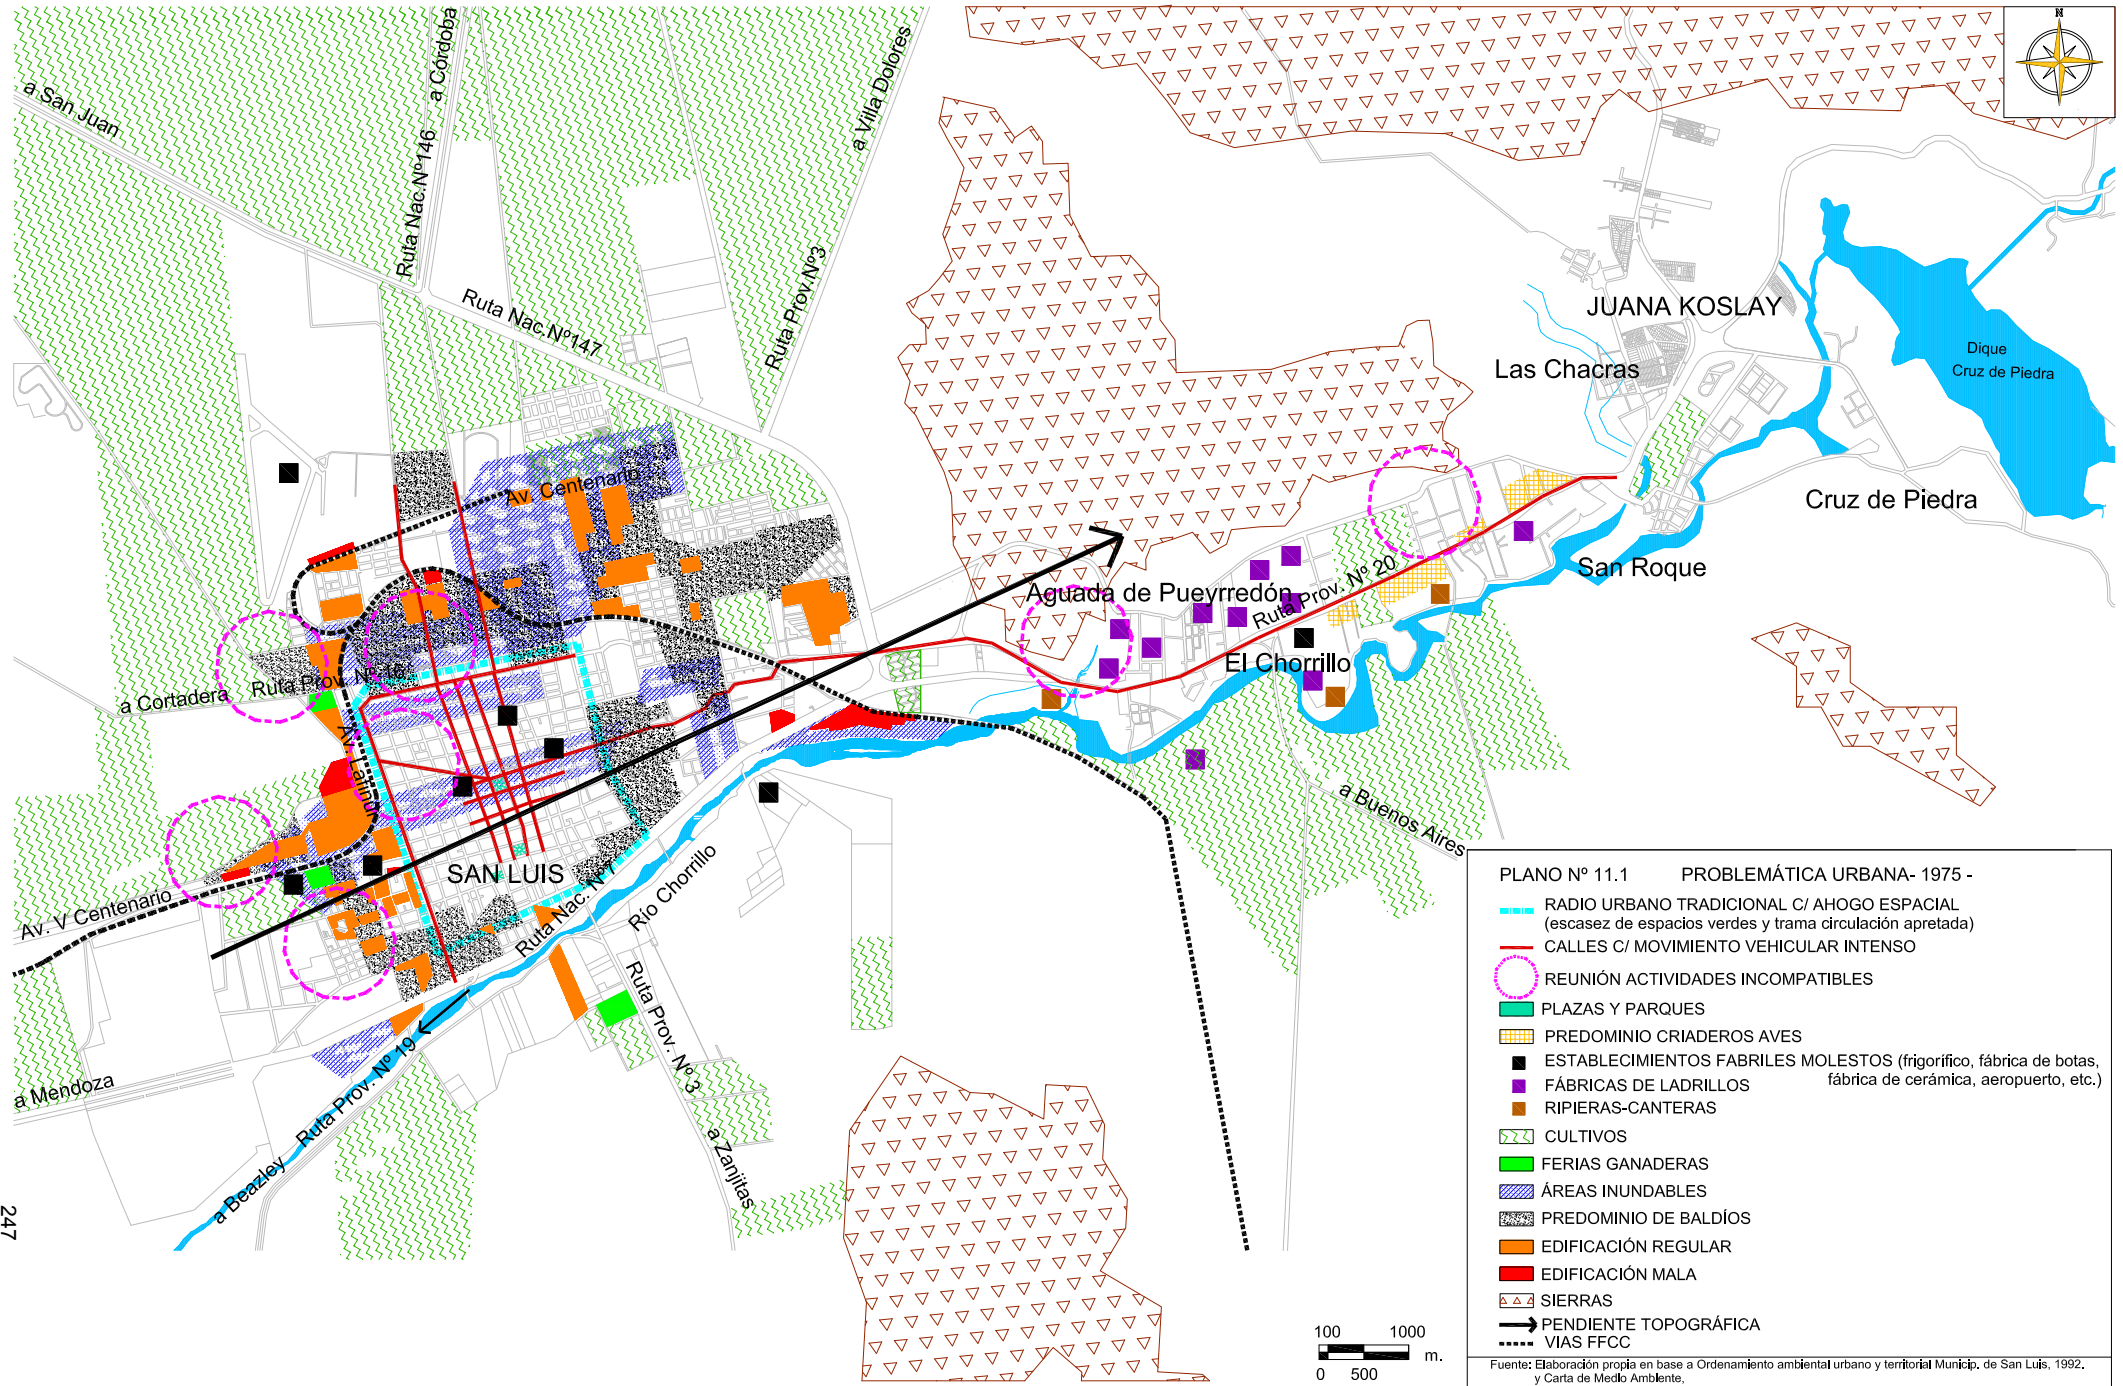 N
a San Juan
a Córdoba
Ruta Nac.Nº146
a Villa Dolores
Ruta Prov.Nº3
Ruta Nac.Nº147
JUANA KOSLAY
Las Chacras
Dique
Cruz de Piedra
Cruz de Piedra
San Roque
Av. Centenario
Aguada de Pueyrredón
Ruta Prov. Nº 20
El Chorrillo
a Cortadera
Ruta Prov. Nº 15
Av. Lafinur
a Buenos Aires
SAN LUIS
Av. V Centenario
Ruta Nac. Nº7
Río Chorrillo
Ruta Prov. Nº 3
a Zanjitas
a Mendoza
Ruta Prov. Nº 19
a Beazley
247
100 1000
m.
0 500
PLANO Nº 11.1 PROBLEMÁTICA URBANA- 1975 -
RADIO URBANO TRADICIONAL C/ AHOGO ESPACIAL
(escasez de espacios verdes y trama circulación apretada)
CALLES C/ MOVIMIENTO VEHICULAR INTENSO
REUNIÓN ACTIVIDADES INCOMPATIBLES
PLAZAS Y PARQUES
PREDOMINIO CRIADEROS AVES
ESTABLECIMIENTOS FABRILES MOLESTOS (frigorífico, fábrica de botas,
fábrica de cerámica, aeropuerto, etc.)
FÁBRICAS DE LADRILLOS
RIPIERAS-CANTERAS
CULTIVOS
FERIAS GANADERAS
ÁREAS INUNDABLES
PREDOMINIO DE BALDÍOS
EDIFICACIÓN REGULAR
EDIFICACIÓN MALA
SIERRAS
PENDIENTE TOPOGRÁFICA
VIAS FFCC
Fuente: Elaboración propia en base a Ordenamiento ambiental urbano y territorial Municip. de San Luis, 1992.
y Carta de Medio Ambiente,